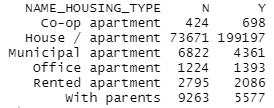 NAME_HOUSING_TYPE N Y
Co-op apartment 424 698
House / apartment 73671 199197
Municipal apartment 6822 4361
Office apartment 1224 1393
Rented apartment 2795 2086
With parents 9263 5577